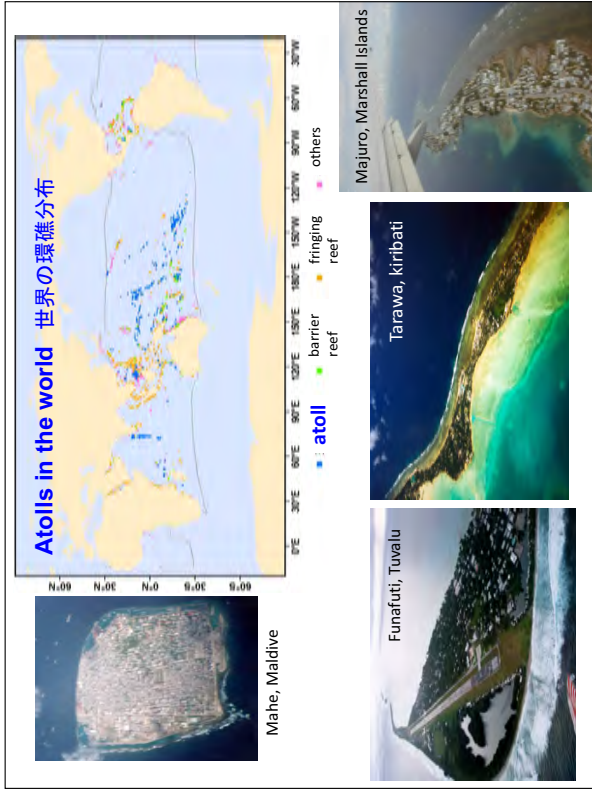 Atolls in the world 世界の環礁分布
60°N
30°N
0°N
30°S
60°S
0°E
30°E
60°E
90°E
120°E
150°E
180°E
150°W
120°W
90°W
60°W
30°W
: atoll
barrier
reef
fringing
reef
others
Mahe, Maldive
Funafuti, Tuvalu
Tarawa, kiribati
Majuro, Marshall Islands